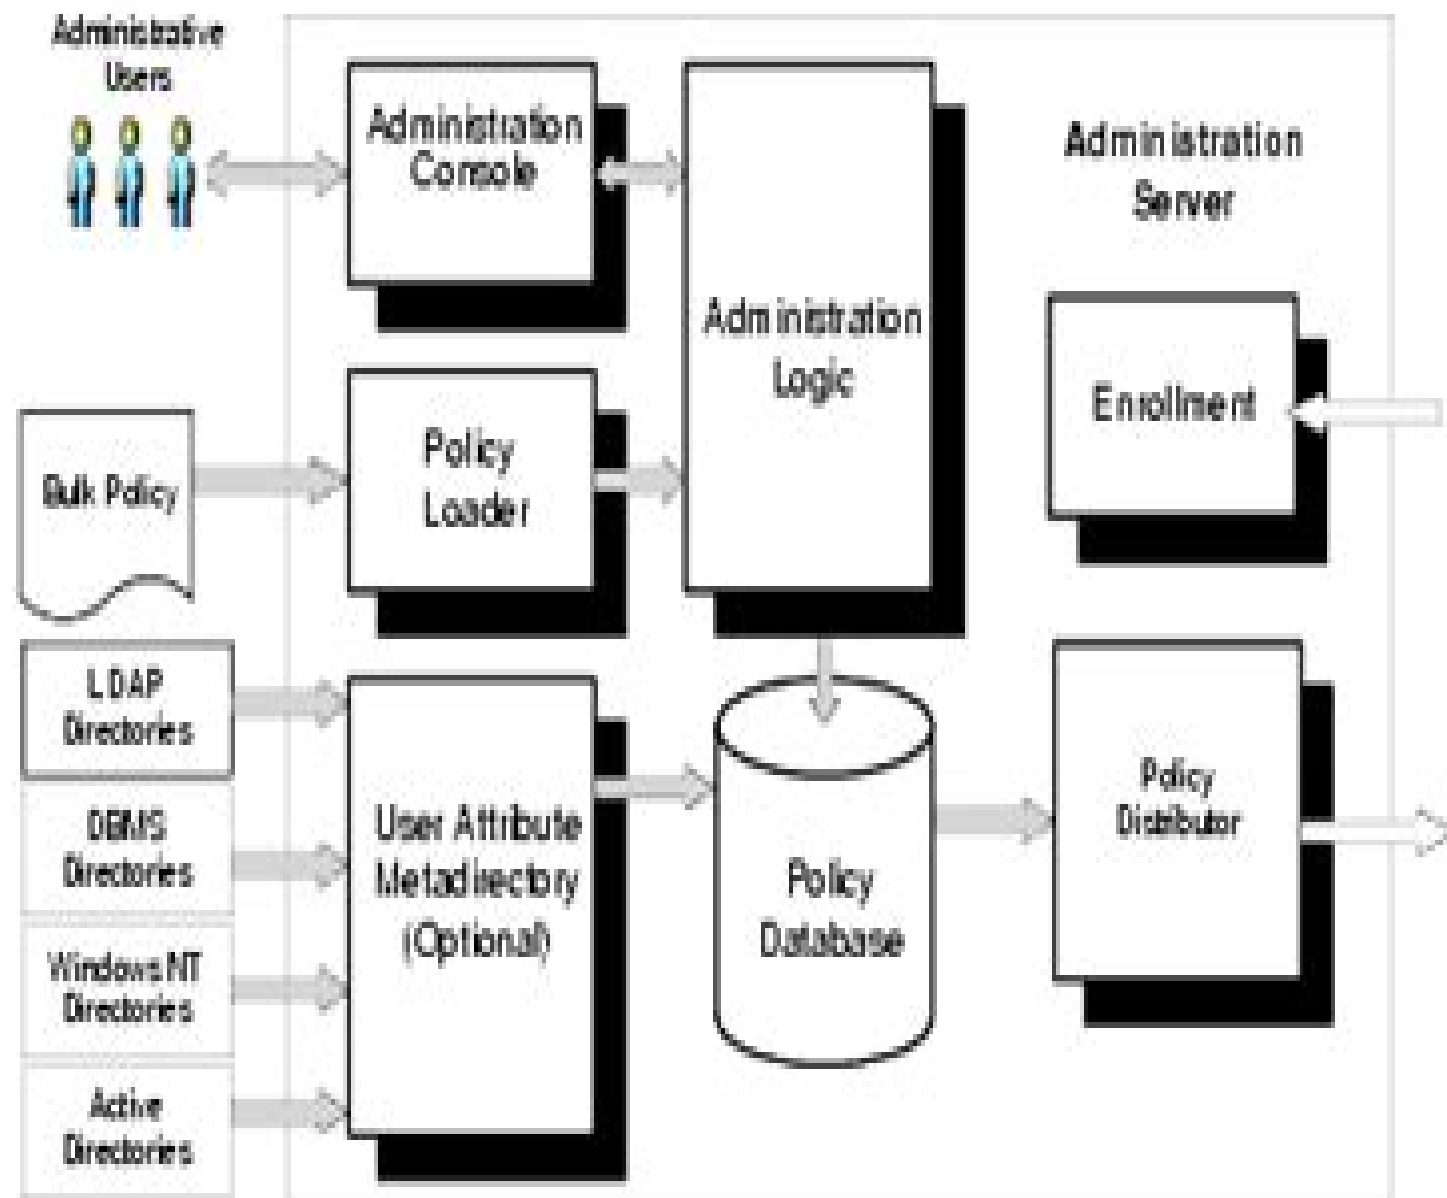 Administrative
Users
Administration
Console
Administration
Server
Administration
Logic
Enrollment
Policy
Loader
Bulk Policy
LDAP
Directories
DBMS
Directories
Windows NT
Directories
Active
Directories
User Attribute
Metadirectory
(Optional)
Policy
Database
Policy
Distributor